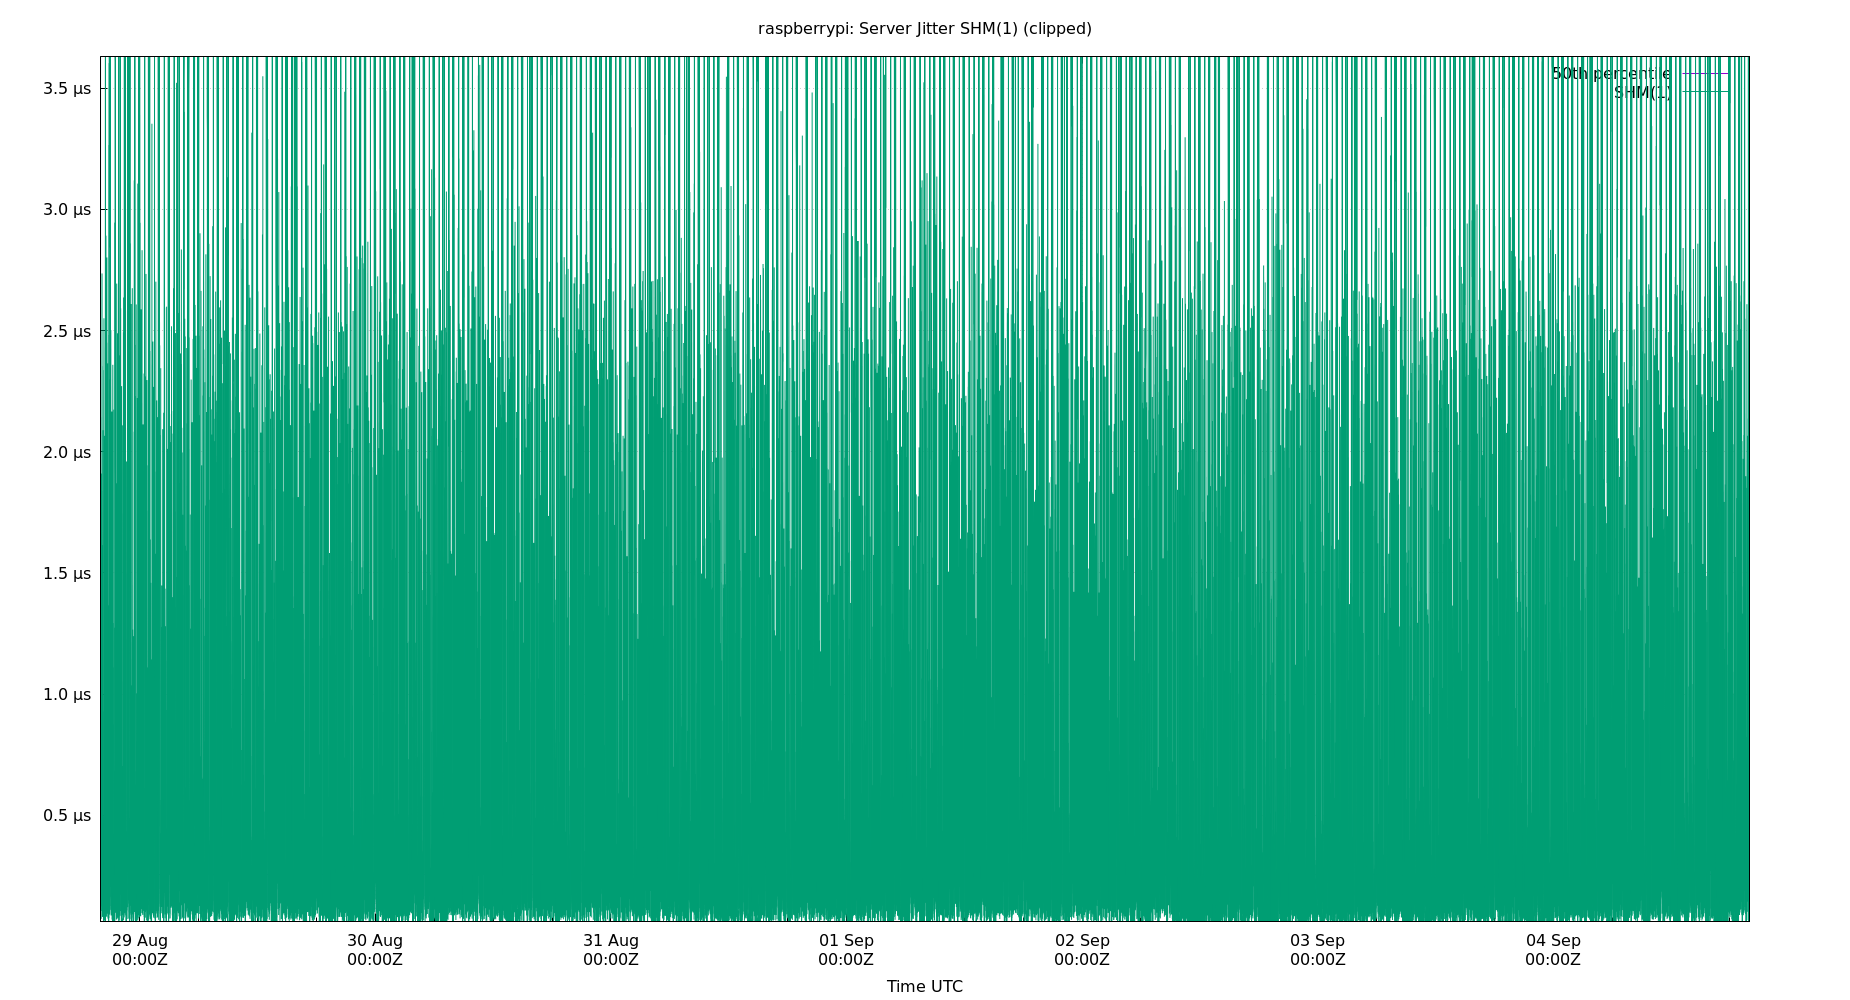 raspberrypi: Server Jitter SHM(1) (clipped)
50th percentile
SHM(1)
3.5 µs
3.0 µs
2.5 µs
2.0 µs
1.5 µs
1.0 µs
0.5 µs
29 Aug 30 Aug 31 Aug 01 Sep 02 Sep 03 Sep 04 Sep
00:00Z 00:00Z 00:00Z 00:00Z 00:00Z 00:00Z 00:00Z
Time UTC